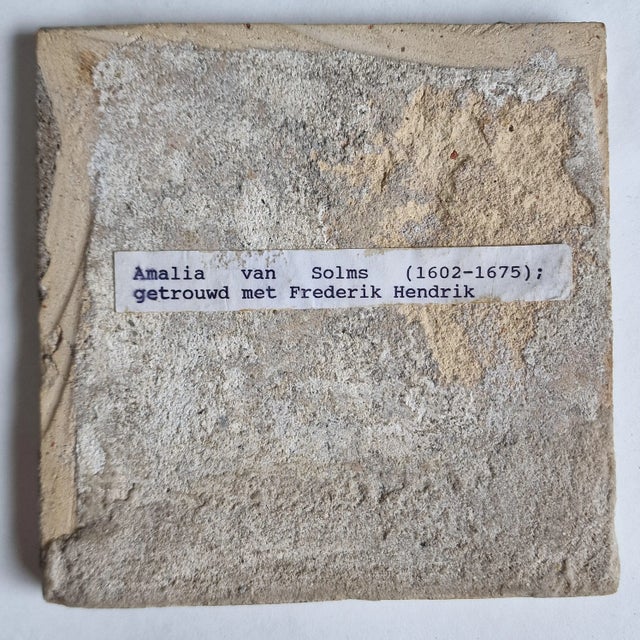 Amalia van Solms (1602-1675);
getrouwd met Frederik Hendrik